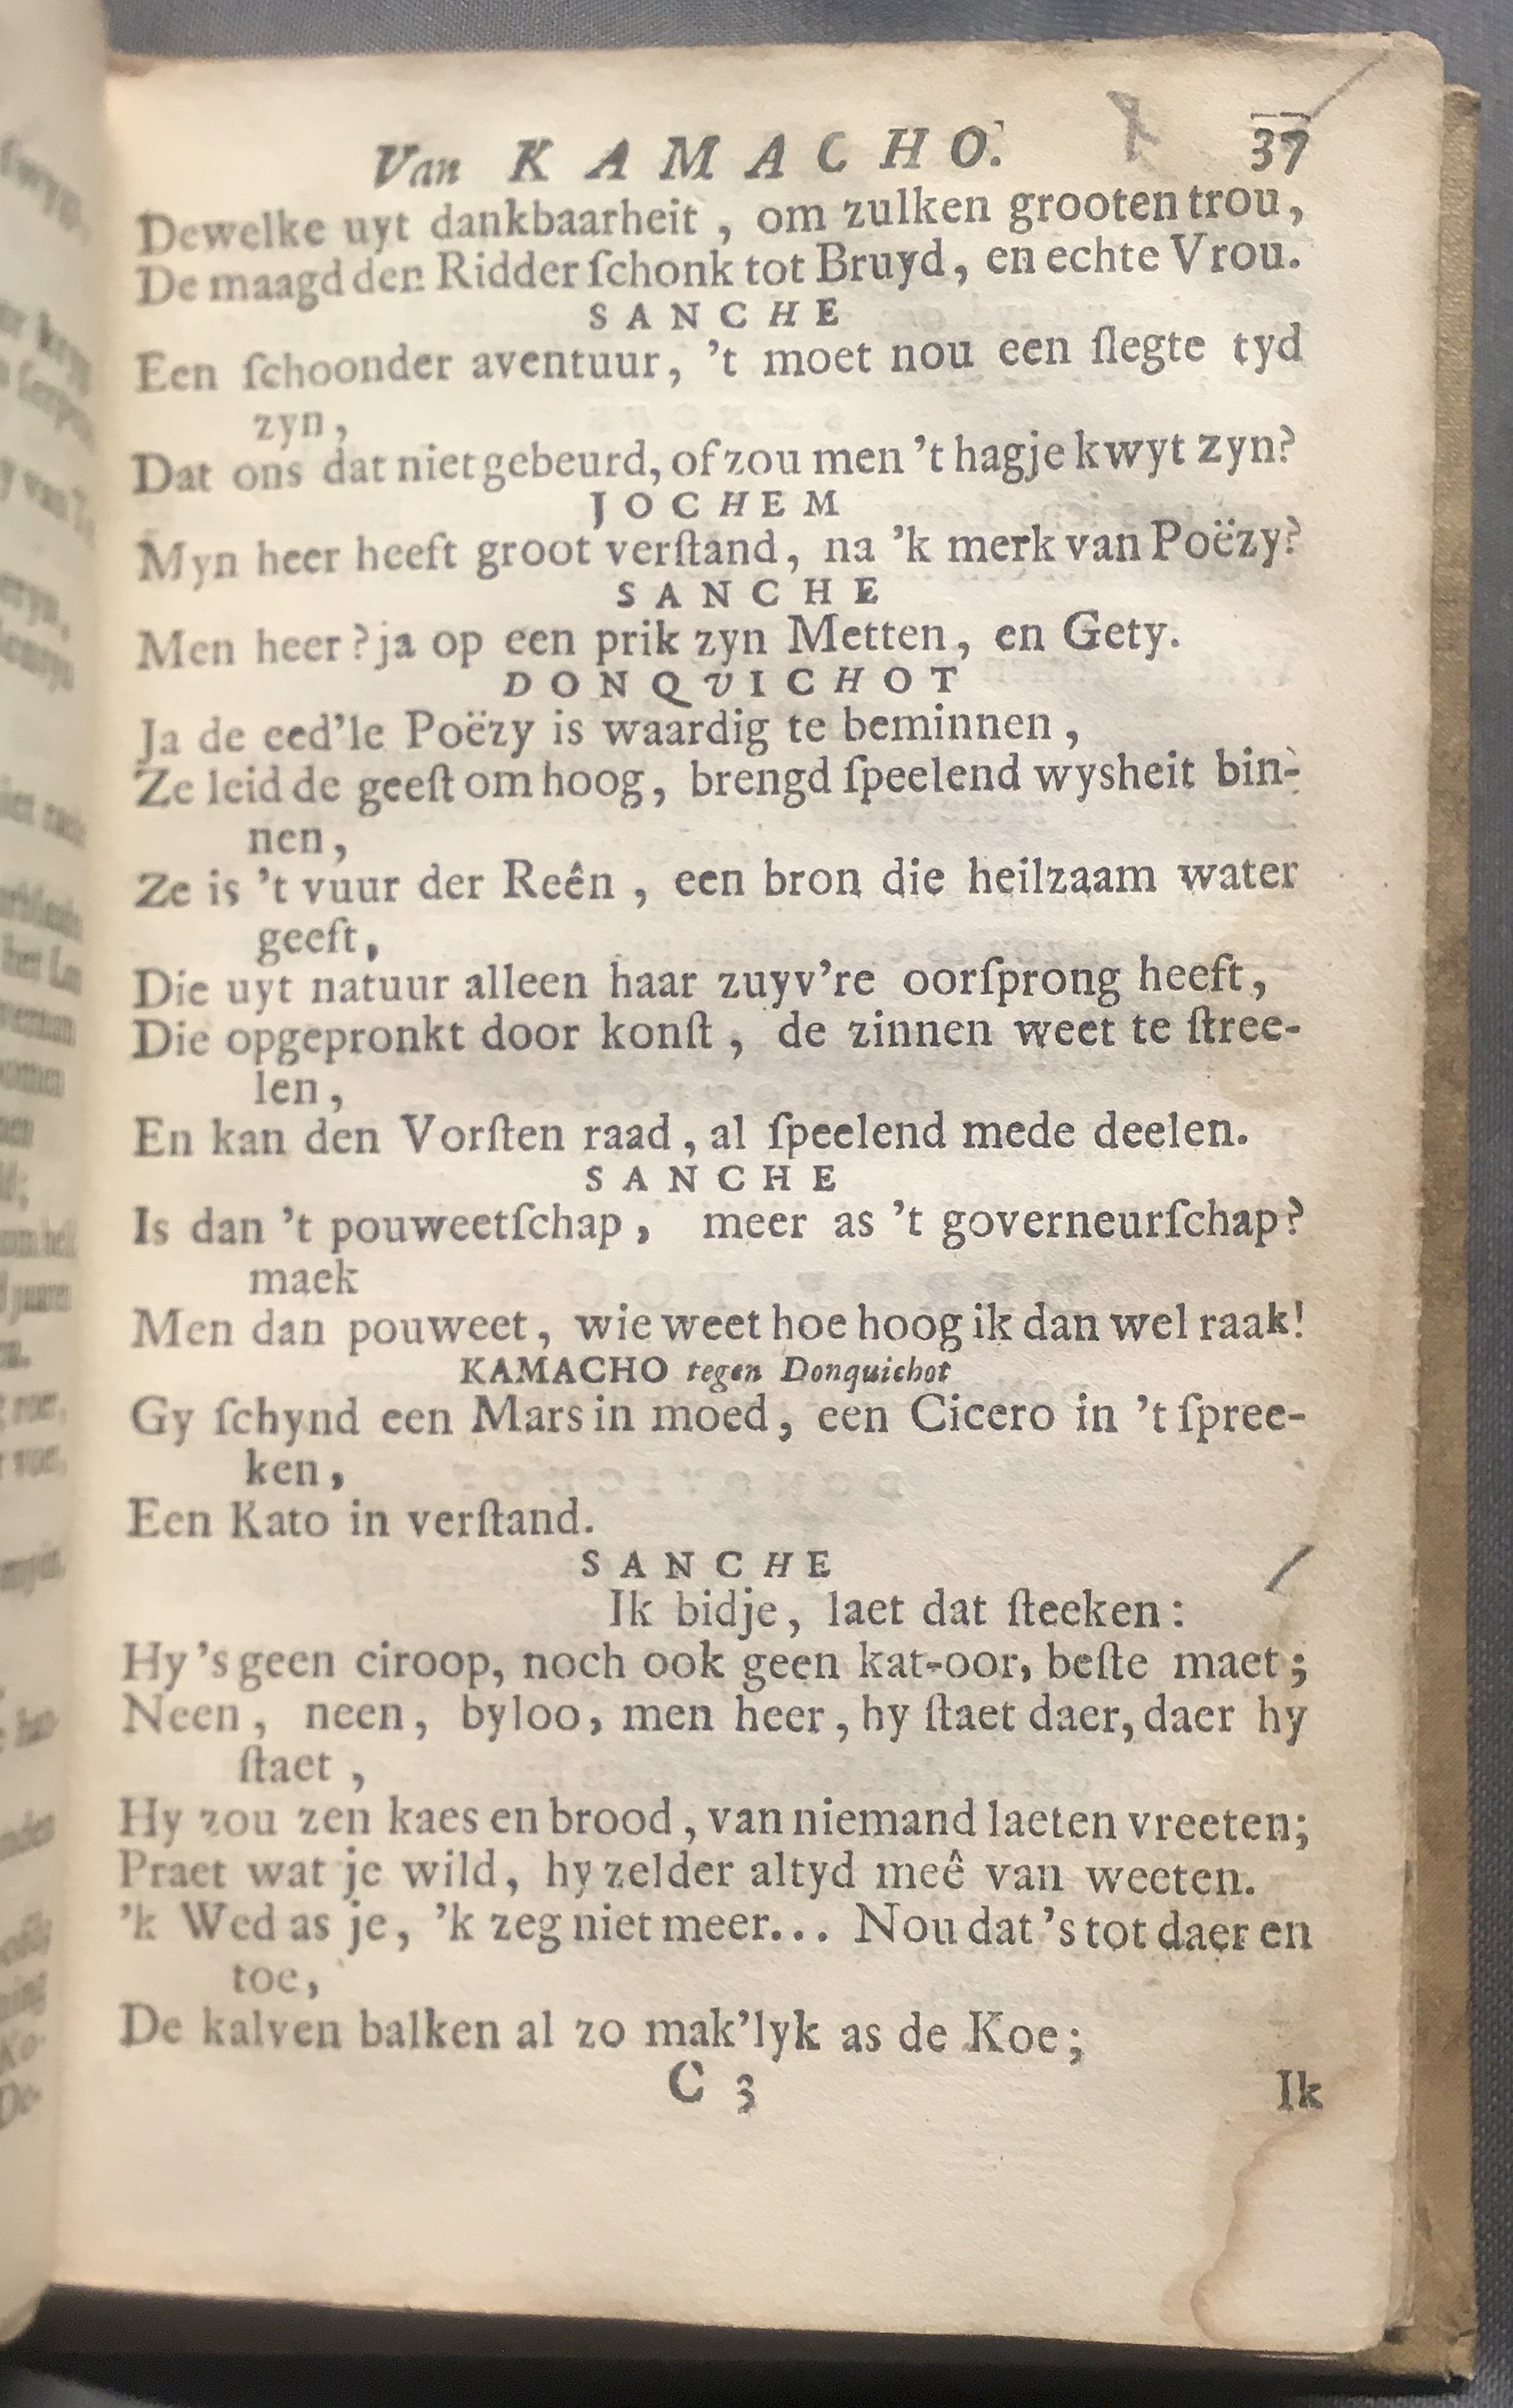 Van KAMACHO. 37
Dewelke uyt dankbaarheit, om zulken grooten trou,
De maagd den Ridder ſchonk tot Bruyd, en echte Vrou.
SANCHE
Een ſchoonder aventuur, 't moet nou een ſlegte tyd
zyn,
Dat ons dat niet gebeurd, of zou men 't hagje kwyt zyn?
JOCHEM
Myn heer heeft groot verſtand, na 'k merk van Poëzy?
SANCHE
Men heer? ja op een prik zyn Metten, en Gety.
DONQUICHOT
Ja de eed'le Poëzy is waardig te beminnen,
Ze leid de geeſt om hoog, brengd ſpeelend wysheit bin-
nen,
Ze is 't vuur der Reên, een bron die heilzaam water
geeft,
Die uyt natuur alleen haar zuyv're oorſprong heeft,
Die opgepronkt door konſt, de zinnen weet te ſtree-
len,
En kan den Vorſten raad, al ſpeelend mede deelen.
SANCHE
Is dan 't pouweetſchap, meer as 't governeurſchap?
maek
Men dan pouweet, wie weet hoe hoog ik dan wel raak!
KAMACHO tegen Donquichot
Gy ſchynd een Mars in moed, een Cicero in 't ſpree-
ken,
Een Kato in verſtand.
SANCHE
Ik bidje, laet dat ſteeken:
Hy 's geen ciroop, noch ook geen kat-oor, beſte maet;
Neen, neen, byloo, men heer, hy ſtaet daer, daer hy
ſtaet,
Hy zou zen kaes en brood, van niemand laeten vreeten;
Praet wat je wild, hy zelder altyd meê van weeten.
'k Wed as je, 'k zeg niet meer... Nou dat 's tot daer en
toe,
De kalven balken al zo mak'lyk as de Koe;
C 3 Ik